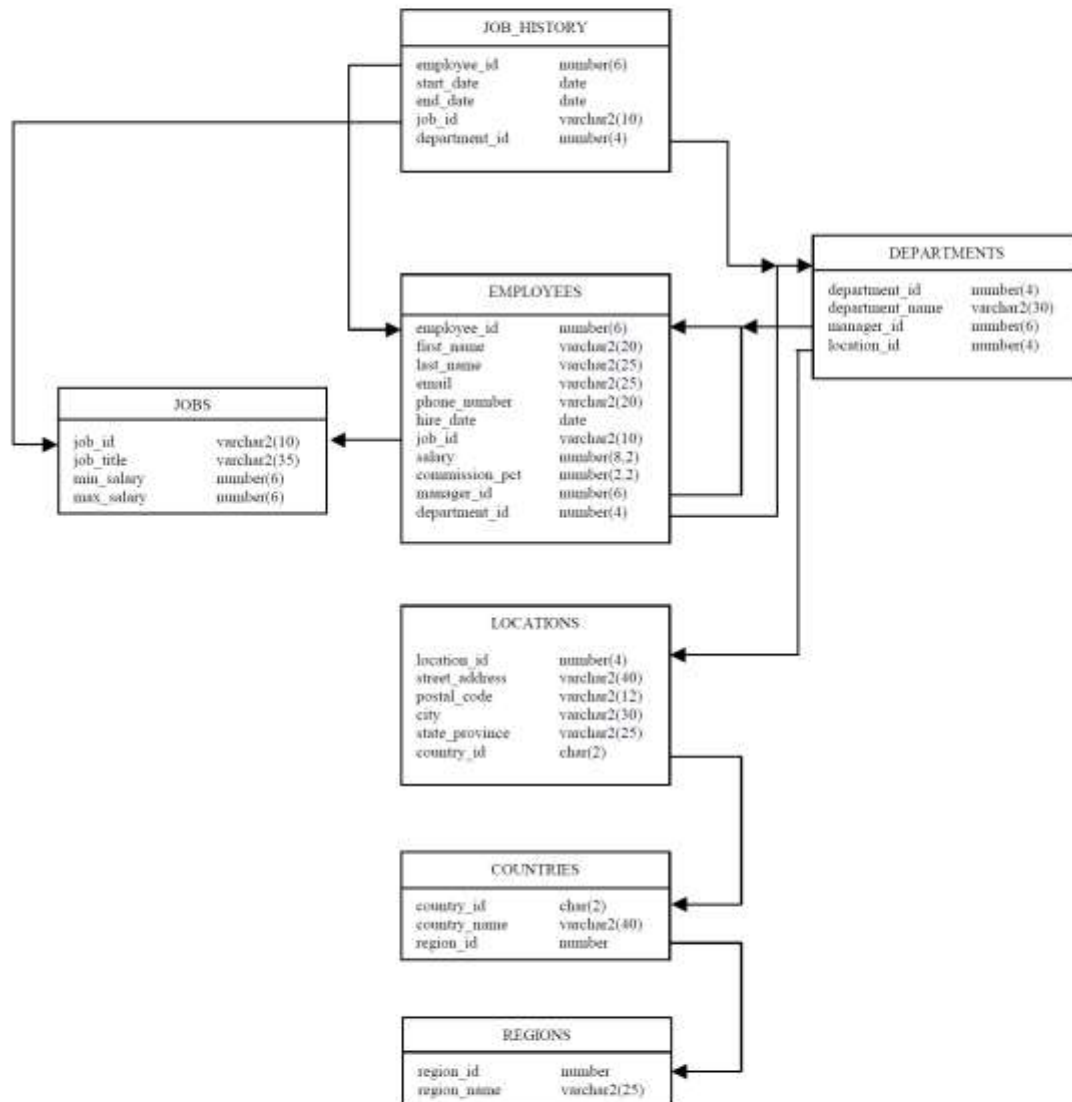 JOB_HISTORY
employee_id number(6)
start_date date
end_date date
job_id varchar2(10)
department_id number(4)
DEPARTMENTS
department_id number(4)
department_name varchar2(30)
manager_id number(6)
location_id number(4)
EMPLOYEES
employee_id number(6)
first_name varchar2(20)
last_name varchar2(25)
email varchar2(25)
phone_number varchar2(20)
hire_date date
job_id varchar2(10)
salary number(8,2)
commission_pct number(2,2)
manager_id number(6)
department_id number(4)
JOBS
job_id varchar2(10)
job_title varchar2(35)
min_salary number(6)
max_salary number(6)
LOCATIONS
location_id number(4)
street_address varchar2(40)
postal_code varchar2(12)
city varchar2(30)
state_province varchar2(25)
country_id char(2)
COUNTRIES
country_id char(2)
country_name varchar2(40)
region_id number
REGIONS
region_id number
region_name varchar2(25)